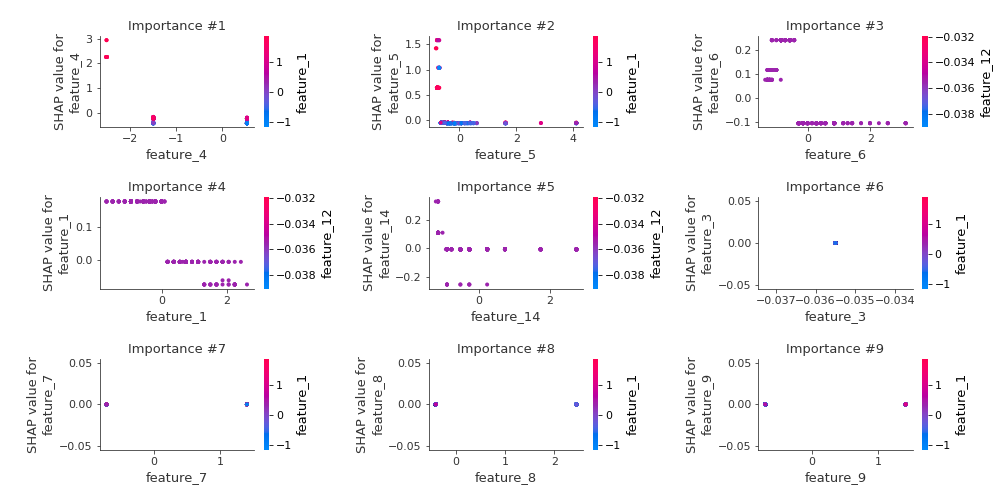 Importance #1
SHAP value for
feature_4
3
2
1
0
−2
−1
0
feature_4
1
0
−1
feature_1
Importance #2
SHAP value for
feature_5
1.5
1.0
0.5
0.0
0
2
4
feature_5
1
0
−1
feature_1
Importance #3
SHAP value for
feature_6
0.2
0.1
0.0
−0.1
0
2
feature_6
−0.032
−0.034
−0.036
−0.038
feature_12
Importance #4
SHAP value for
feature_1
0.1
0.0
0
2
feature_1
−0.032
−0.034
−0.036
−0.038
feature_12
Importance #5
SHAP value for
feature_14
0.2
0.0
−0.2
0
2
feature_14
−0.032
−0.034
−0.036
−0.038
feature_12
Importance #6
SHAP value for
feature_3
0.05
0.00
−0.05
−0.037
−0.036
−0.035
−0.034
feature_3
1
0
−1
feature_1
Importance #7
SHAP value for
feature_7
0.05
0.00
−0.05
0
1
feature_7
1
0
−1
feature_1
Importance #8
SHAP value for
feature_8
0.05
0.00
−0.05
0
1
2
feature_8
1
0
−1
feature_1
Importance #9
SHAP value for
feature_9
0.05
0.00
−0.05
0
1
feature_9
1
0
−1
feature_1